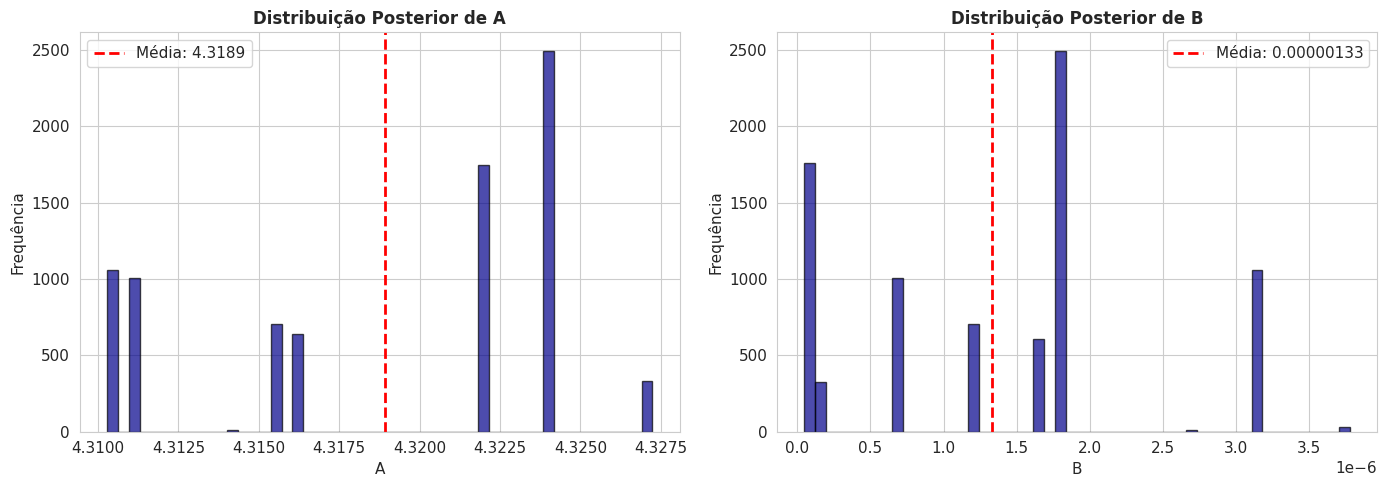 Distribuição Posterior de A
Média: 4.3189
Frequência
2500
2000
1500
1000
500
0
4.3100 4.3125 4.3150 4.3175 4.3200 4.3225 4.3250 4.3275
A
Distribuição Posterior de B
Média: 0.00000133
Frequência
2500
2000
1500
1000
500
0
0.0 0.5 1.0 1.5 2.0 2.5 3.0 3.5
1e−6
B